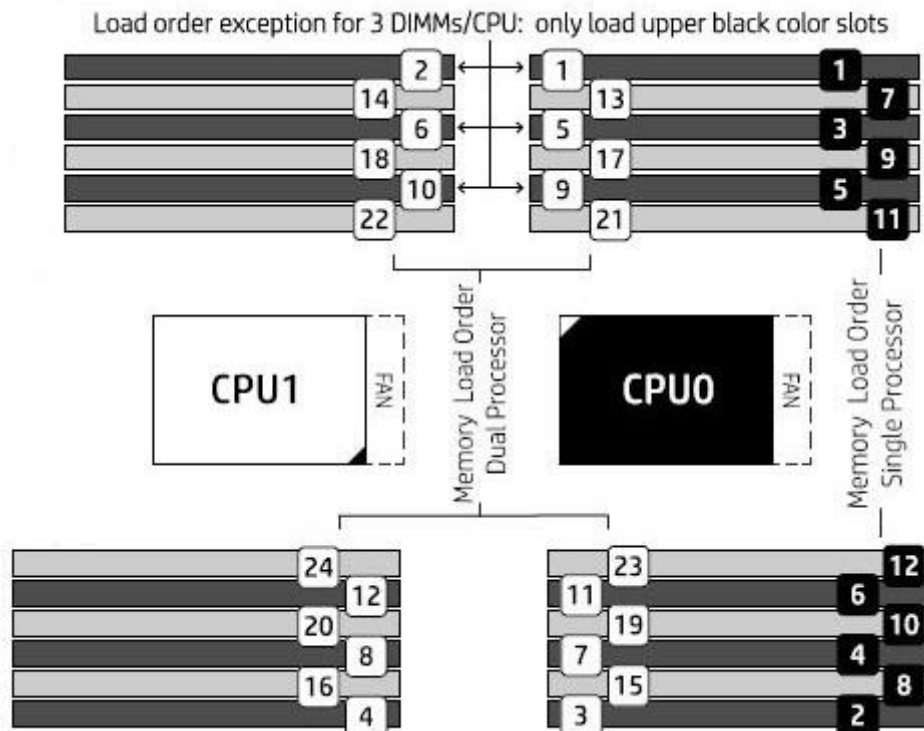 Load order exception for 3 DIMMs/CPU: only load upper black color slots
2 1 1
14 13 7
6 5 3
18 17 9
10 9 5
22 21 11
CPU1
FAN
Memory Load Order
Dual Processor
CPU0
FAN
Memory Load Order
Single Processor
24 23 12
12 11 6
20 19 10
8 7 4
16 15 8
4 3 2